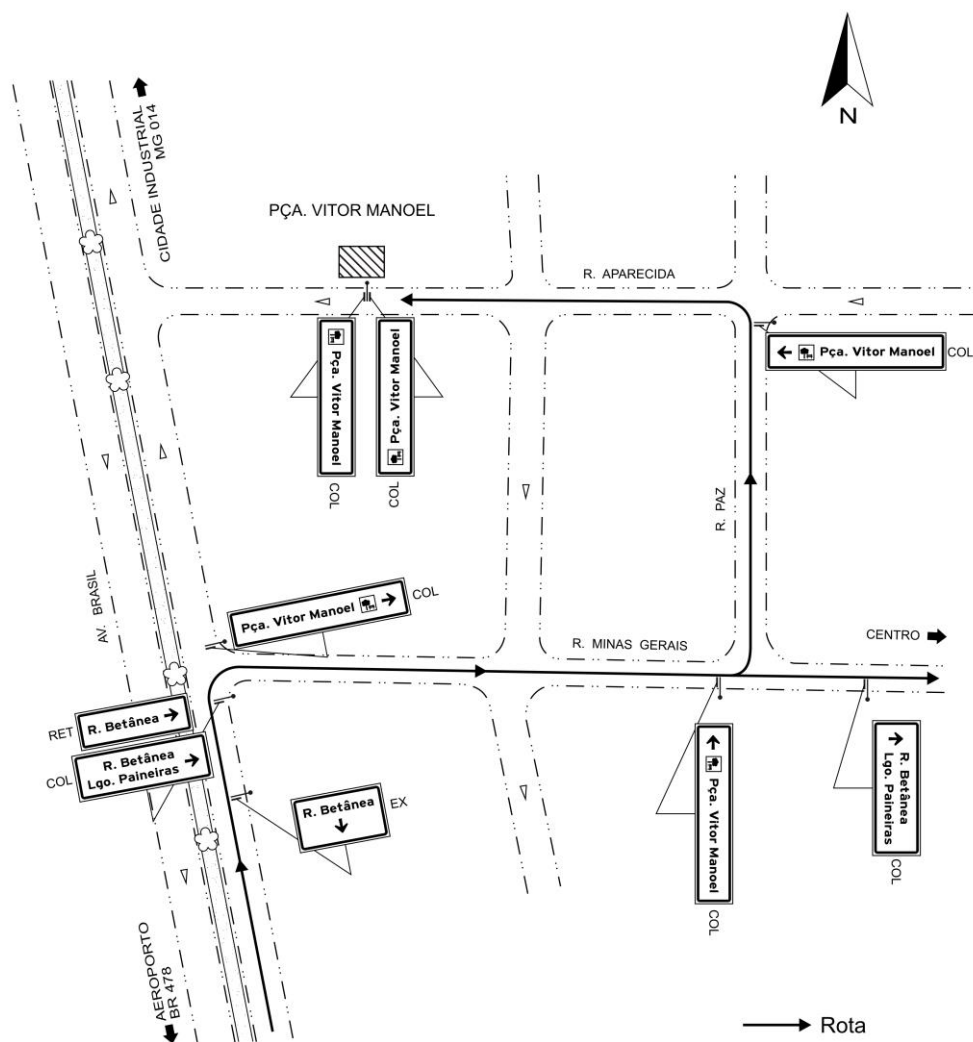 N
CIDADE INDUSTRIAL
MG 014
PÇA. VITOR MANOEL
R. APARECIDA
Pça. Vitor Manoel
COL
Pça. Vitor Manoel
COL
Pça. Vitor Manoel
COL
R. PAZ
AV. BRASIL
Pça. Vitor Manoel
COL
R. MINAS GERAIS
CENTRO
RET
R. Betânea
COL
R. Betânea
Lgo. Paineiras
R. Betânea
EX
Pça. Vitor Manoel
COL
R. Betânea
Lgo. Paineiras
COL
AEROPORTO
BR 478
Rota